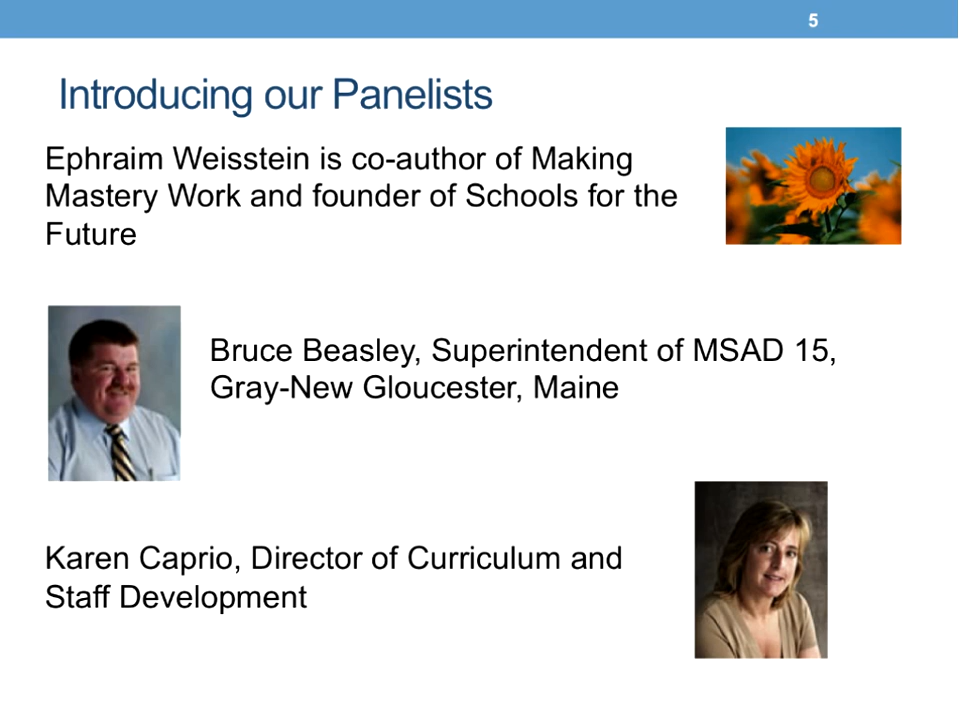 5
Introducing our Panelists
Ephraim Weisstein is co-author of Making
Mastery Work and founder of Schools for the
Future
Bruce Beasley, Superintendent of MSAD 15,
Gray-New Gloucester, Maine
Karen Caprio, Director of Curriculum and
Staff Development